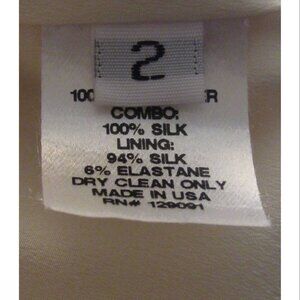 2
100
COMBO:
100% SILK
LINING:
94% SILK
6% ELASTANE
DRY CLEAN ONLY
MADE IN USA
RN# 129091